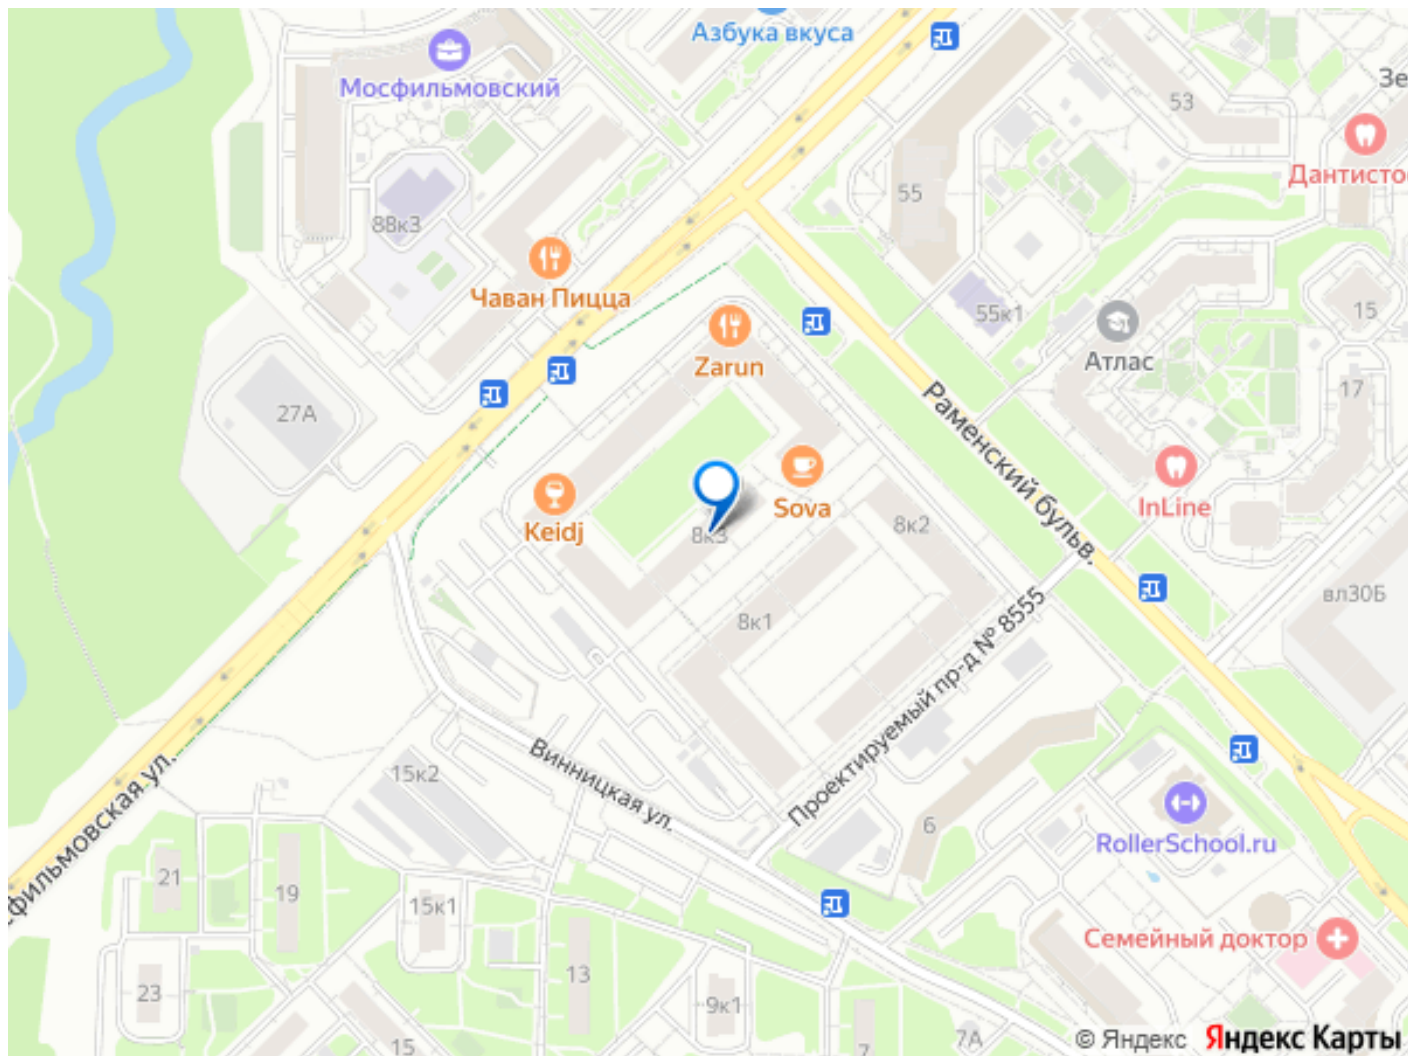 Азбука вкуса
Мосфильмовский
53
55
88к3
Дантисто
Чаван Пицца
55к1
15
Zarun
Атлас
17
27А
Раменский бульв.
Keidj
Sova
InLine
8к3
8к2
8к1
вл30Б
Проектируемый пр-д № 8555
Винницкая ул.
15к2
сфильмовская ул.
6
RollerSchool.ru
21
19
15к1
Семейный доктор
13
23
9к1
15
7
7А
© Яндекс Яндекс Карты